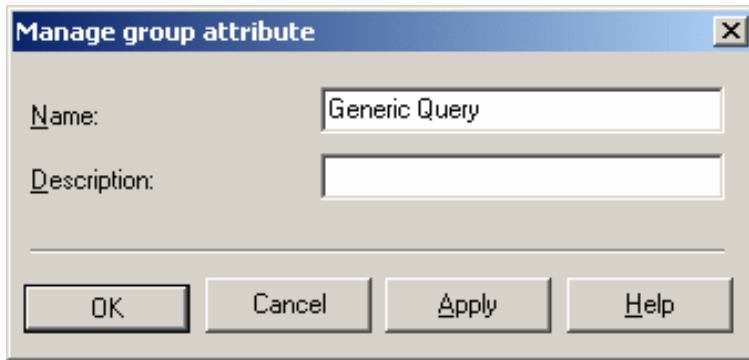 Manage group attribute
Name: Generic Query
Description:
OK Cancel Apply Help